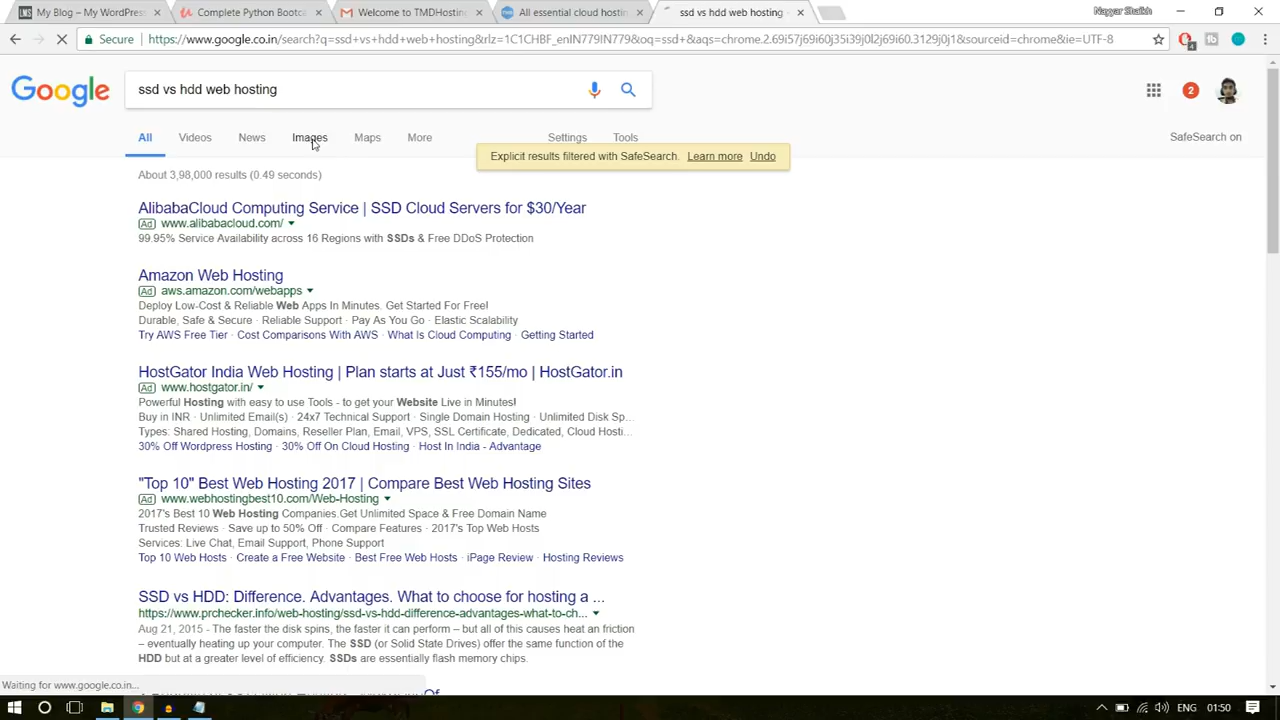 My Blog – My WordPress
Complete Python Bootc
Welcome to TMDHosting
All essential cloud hosting
ssd vs hdd web hosting
Nayyar Shaikh
Secure
https://www.google.co.in/search?q=ssd+vs+hdd+web+hosting&rlz=1C1CHBF_enIN779IN779&oq=ssd+&aqs=chrome.2.69i57j69i60j35i39j0l2j69i60.3129j0j1&sourceid=chrome&ie=UTF-8
4
Google
ssd vs hdd web hosting
2
All Videos News Images Maps More Settings Tools
SafeSearch on
Explicit results filtered with SafeSearch. Learn more Undo
About 3,98,000 results (0.49 seconds)
AlibabaCloud Computing Service | SSD Cloud Servers for $30/Year
Ad www.alibabacloud.com/
99.95% Service Availability across 16 Regions with SSDs & Free DDoS Protection
Amazon Web Hosting
Ad aws.amazon.com/webapps
Deploy Low-Cost & Reliable Web Apps In Minutes. Get Started For Free!
Durable, Safe & Secure · Reliable Support · Pay As You Go · Elastic Scalability
Try AWS Free Tier · Cost Comparisons With AWS · What Is Cloud Computing · Getting Started
HostGator India Web Hosting | Plan starts at Just ₹155/mo | HostGator.in
Ad www.hostgator.in/
Powerful Hosting with easy to use Tools - to get your Website Live in Minutes!
Buy in INR · Unlimited Email(s) · 24x7 Technical Support · Single Domain Hosting · Unlimited Disk Sp...
Types: Shared Hosting, Domains, Reseller Plan, Email, VPS, SSL Certificate, Dedicated, Cloud Hosti...
30% Off Wordpress Hosting · 30% Off On Cloud Hosting · Host In India - Advantage
"Top 10" Best Web Hosting 2017 | Compare Best Web Hosting Sites
Ad www.webhostingbest10.com/Web-Hosting
2017's Best 10 Web Hosting Companies.Get Unlimited Space & Free Domain Name
Trusted Reviews · Save up to 50% Off · Compare Features · 2017's Top Web Hosts
Services: Live Chat, Email Support, Phone Support
Top 10 Web Hosts · Create a Free Website · Best Free Web Hosts · iPage Review · Hosting Reviews
SSD vs HDD: Difference. Advantages. What to choose for hosting a ...
https://www.prchecker.info/web-hosting/ssd-vs-hdd-difference-advantages-what-to-ch...
Aug 21, 2015 - The faster the disk spins, the faster it can perform – but all of this causes heat an friction
– eventually heating up your computer. The SSD (or Solid State Drives) offer the same function of the
HDD but at a greater level of efficiency. SSDs are essentially flash memory chips.
Waiting for www.google.co.in...
ENG 01:50